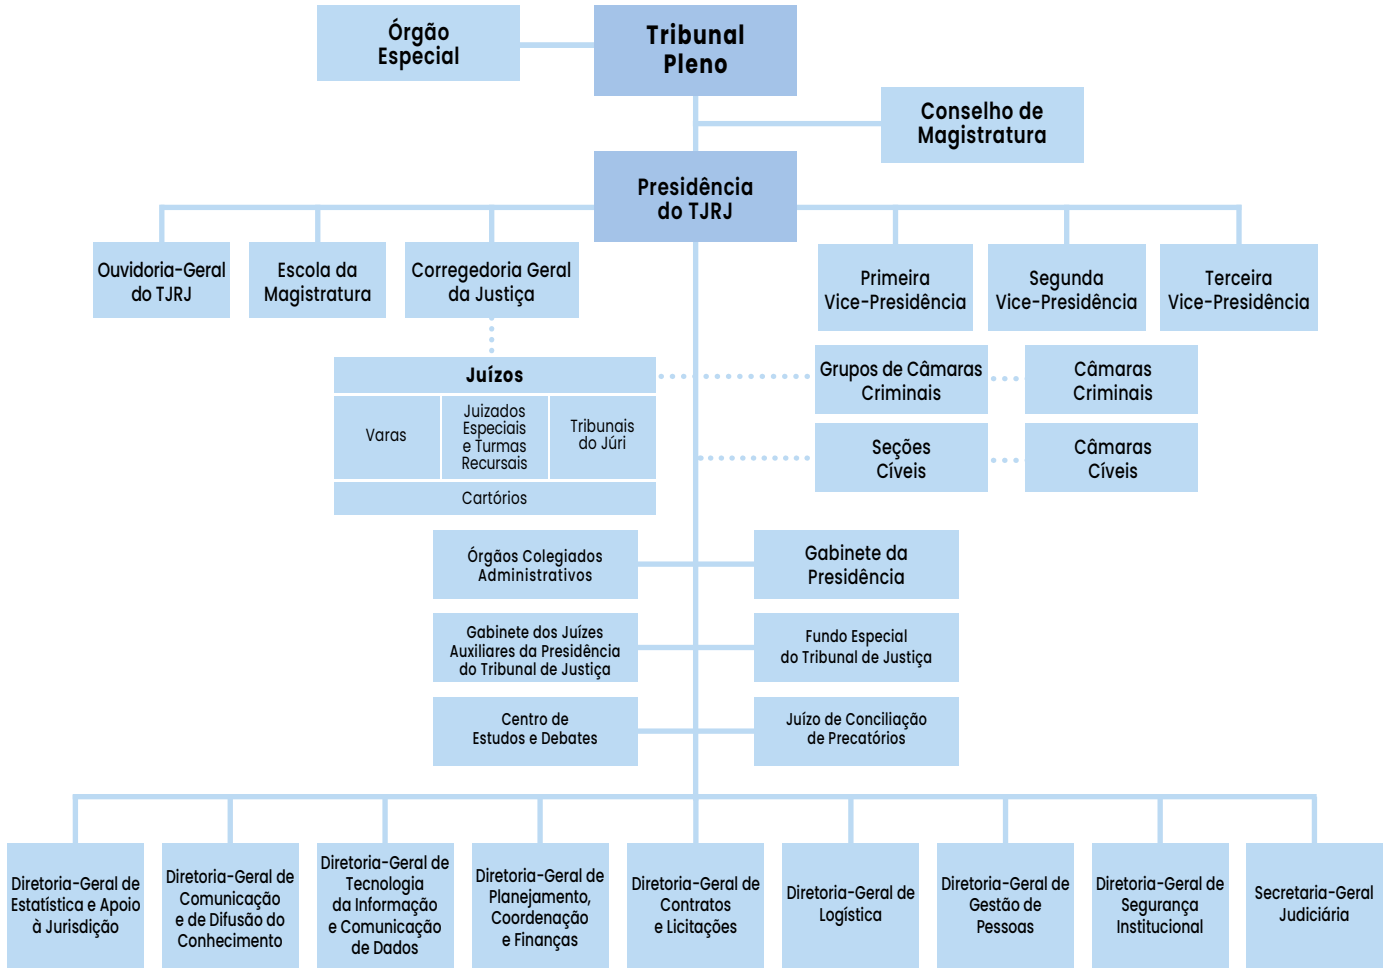 Órgão
Especial
Tribunal
Pleno
Conselho de
Magistratura
Presidência
do TJRJ
Ouvidoria-Geral
do TJRJ
Escola da
Magistratura
Corregedoria Geral
da Justiça
Primeira
Vice-Presidência
Segunda
Vice-Presidência
Terceira
Vice-Presidência
Juízos
Varas
Juizados
Especiais
e Turmas
Recursais
Tribunais
do Júri
Cartórios
Grupos de Câmaras
Criminais
Câmaras
Criminais
Seções
Cíveis
Câmaras
Cíveis
Órgãos Colegiados
Administrativos
Gabinete da
Presidência
Gabinete dos Juízes
Auxiliares da Presidência
do Tribunal de Justiça
Fundo Especial
do Tribunal de Justiça
Centro de
Estudos e Debates
Juízo de Conciliação
de Precatórios
Diretoria-Geral de
Estatística e Apoio
à Jurisdição
Diretoria-Geral de
Comunicação
e de Difusão do
Conhecimento
Diretoria-Geral de
Tecnologia
da Informação
e Comunicação
de Dados
Diretoria-Geral de
Planejamento,
Coordenação
e Finanças
Diretoria-Geral de
Contratos
e Licitações
Diretoria-Geral de
Logística
Diretoria-Geral de
Gestão de
Pessoas
Diretoria-Geral de
Segurança
Institucional
Secretaria-Geral
Judiciária